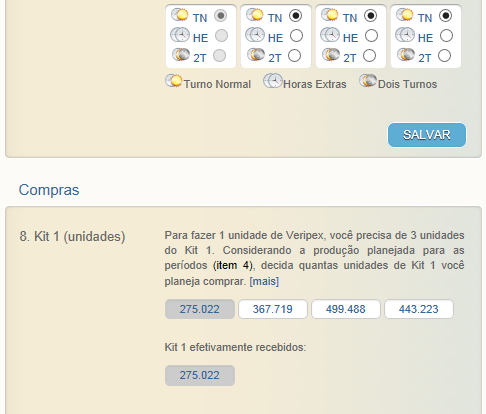 TN TN TN TN
HE HE HE HE
2T 2T 2T 2T
Turno Normal Horas Extras Dois Turnos
SALVAR
Compras
8. Kit 1 (unidades)
Para fazer 1 unidade de Veripex, você precisa de 3 unidades
do Kit 1. Considerando a produção planejada para as
períodos (item 4), decida quantas unidades de Kit 1 você
planeja comprar. [mais]
275.022 367.719 499.488 443.223
Kit 1 efetivamente recebidos:
275.022